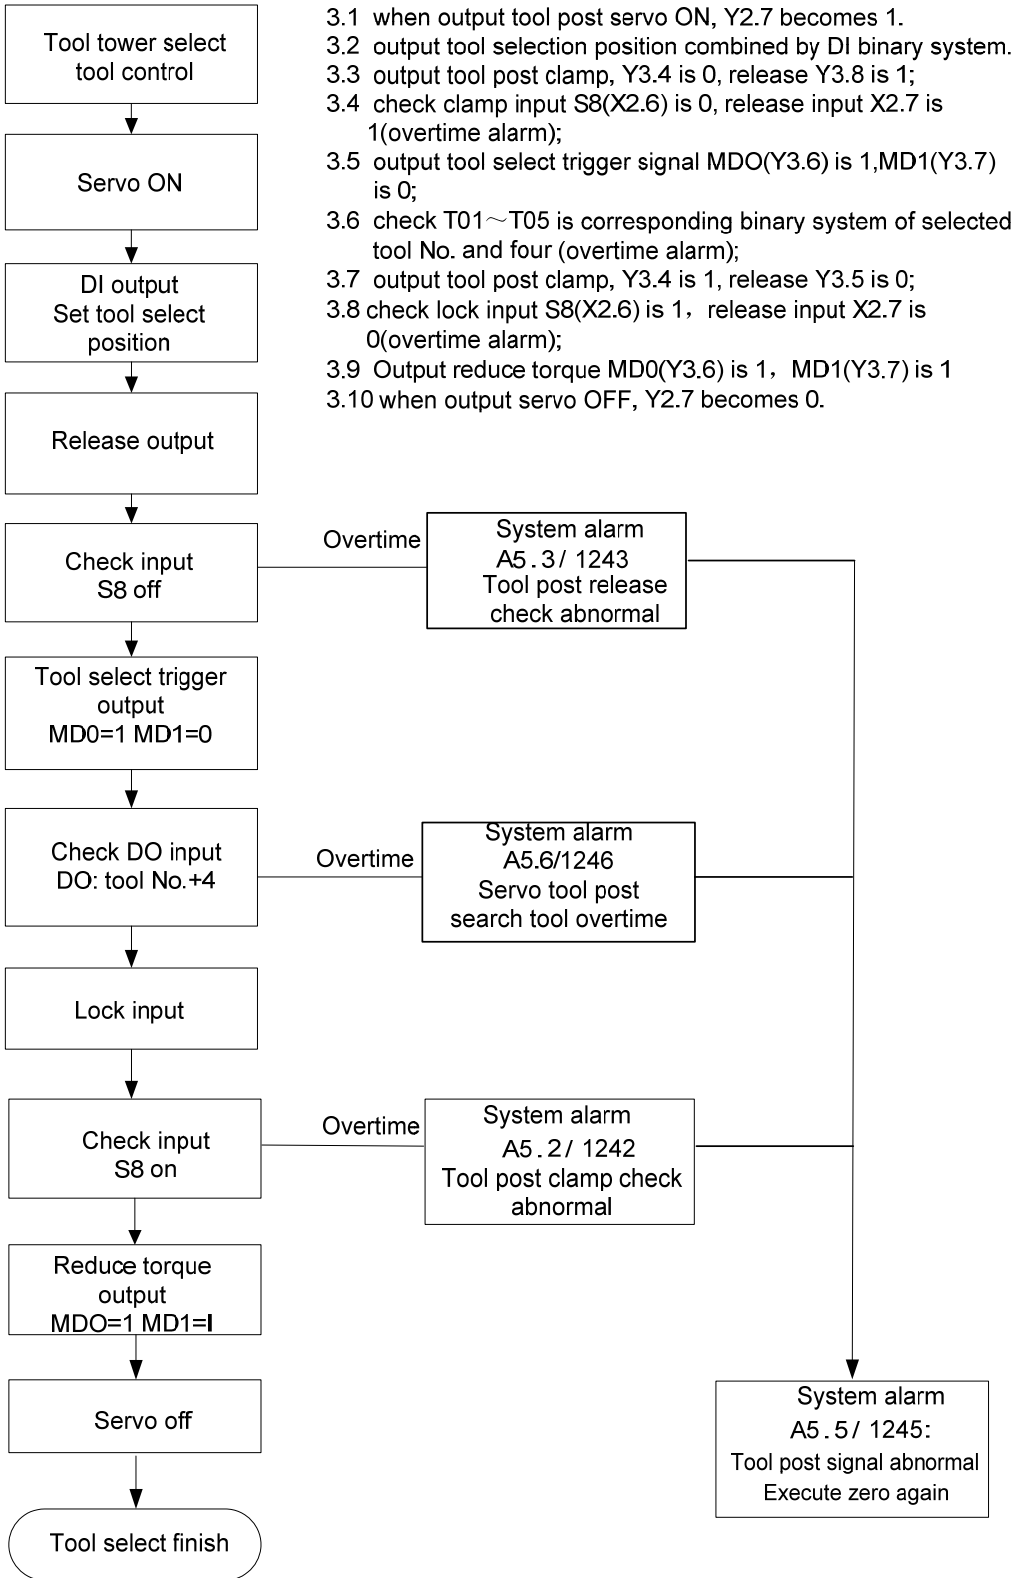 Tool tower select
tool control
3.1 when output tool post servo ON, Y2.7 becomes 1.
3.2 output tool selection position combined by DI binary system.
3.3 output tool post clamp, Y3.4 is 0, release Y3.8 is 1;
3.4 check clamp input S8(X2.6) is 0, release input X2.7 is
1(overtime alarm);
3.5 output tool select trigger signal MDO(Y3.6) is 1,MD1(Y3.7)
is 0;
3.6 check T01～T05 is corresponding binary system of selected
tool No. and four (overtime alarm);
3.7 output tool post clamp, Y3.4 is 1, release Y3.5 is 0;
3.8 check lock input S8(X2.6) is 1，release input X2.7 is
0(overtime alarm);
3.9 Output reduce torque MD0(Y3.6) is 1，MD1(Y3.7) is 1
3.10 when output servo OFF, Y2.7 becomes 0.
Servo ON
DI output
Set tool select
position
Release output
Check input
S8 off
Overtime
System alarm
A5.3/ 1243
Tool post release
check abnormal
Tool select trigger
output
MD0=1 MD1=0
Check DO input
DO: tool No.+4
Overtime
System alarm
A5.6/1246
Servo tool post
search tool overtime
Lock input
Check input
S8 on
Overtime
System alarm
A5.2/ 1242
Tool post clamp check
abnormal
Reduce torque
output
MDO=1 MD1=I
Servo off
Tool select finish
System alarm
A5.5/ 1245:
Tool post signal abnormal
Execute zero again